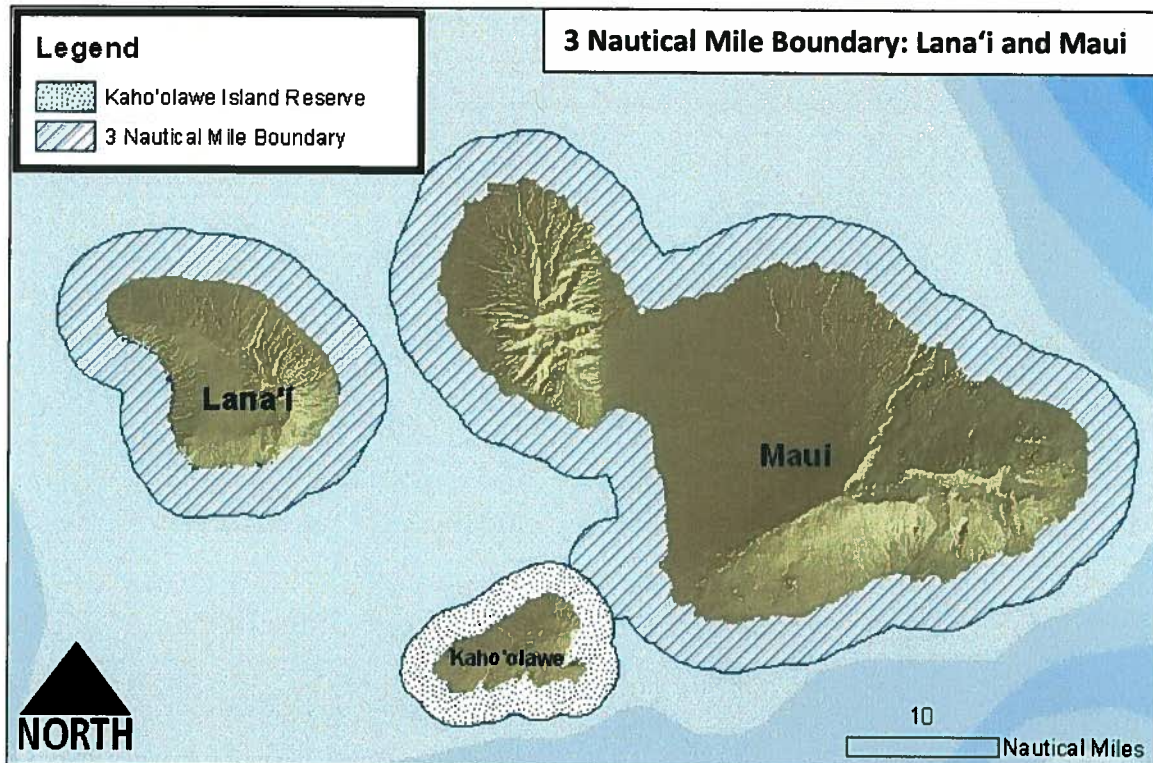 Legend
Kaho'olawe Island Reserve
3 Nautical Mile Boundary
3 Nautical Mile Boundary: Lana‘i and Maui
Lana'i
Maui
Kaho'olawe
NORTH
10
Nautical Miles